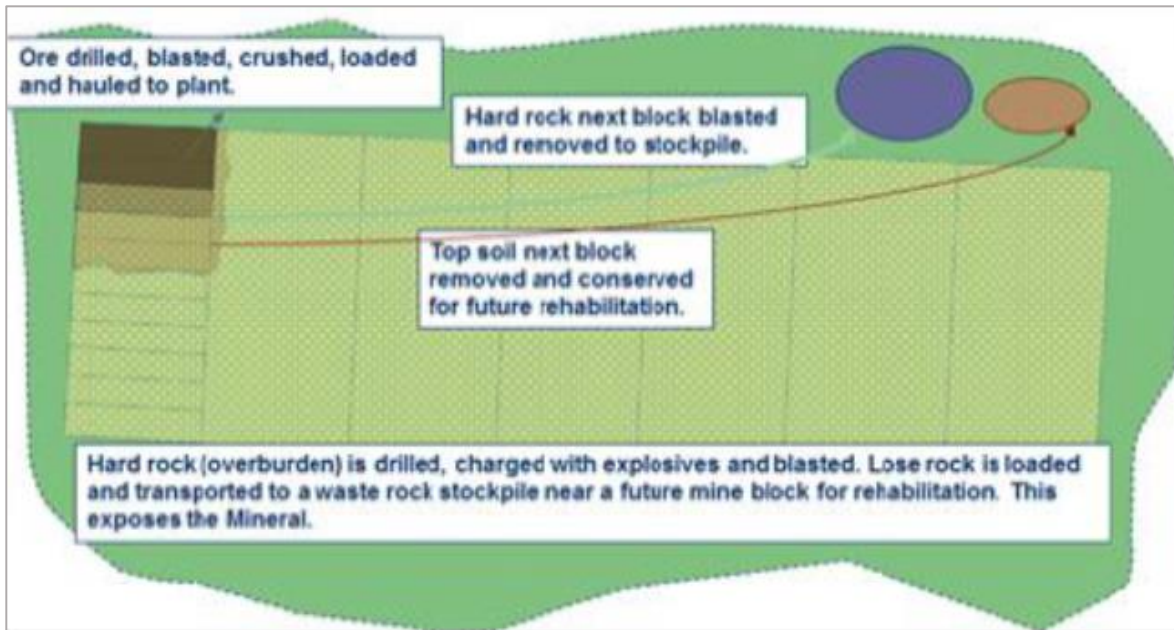 Ore drilled, blasted, crushed, loaded
and hauled to plant.
Hard rock next block blasted
and removed to stockpile.
Top soil next block
removed and conserved
for future rehabilitation.
Hard rock (overburden) is drilled, charged with explosives and blasted. Lose rock is loaded
and transported to a waste rock stockpile near a future mine block for rehabilitation. This
exposes the Mineral.